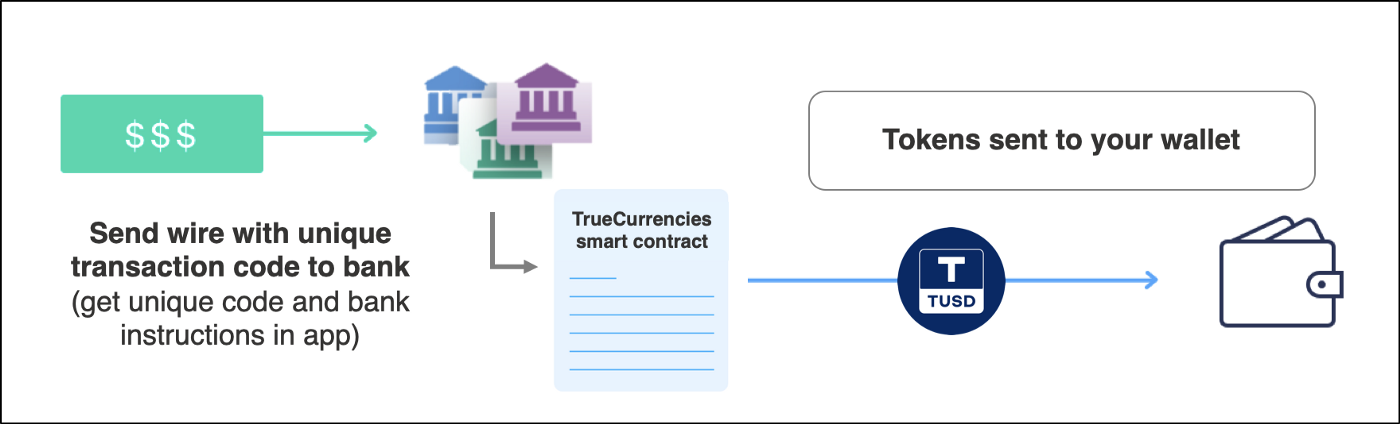 $$$
Send wire with unique
transaction code to bank
(get unique code and bank
instructions in app)
TrueCurrencies
smart contract
T
TUSD
Tokens sent to your wallet